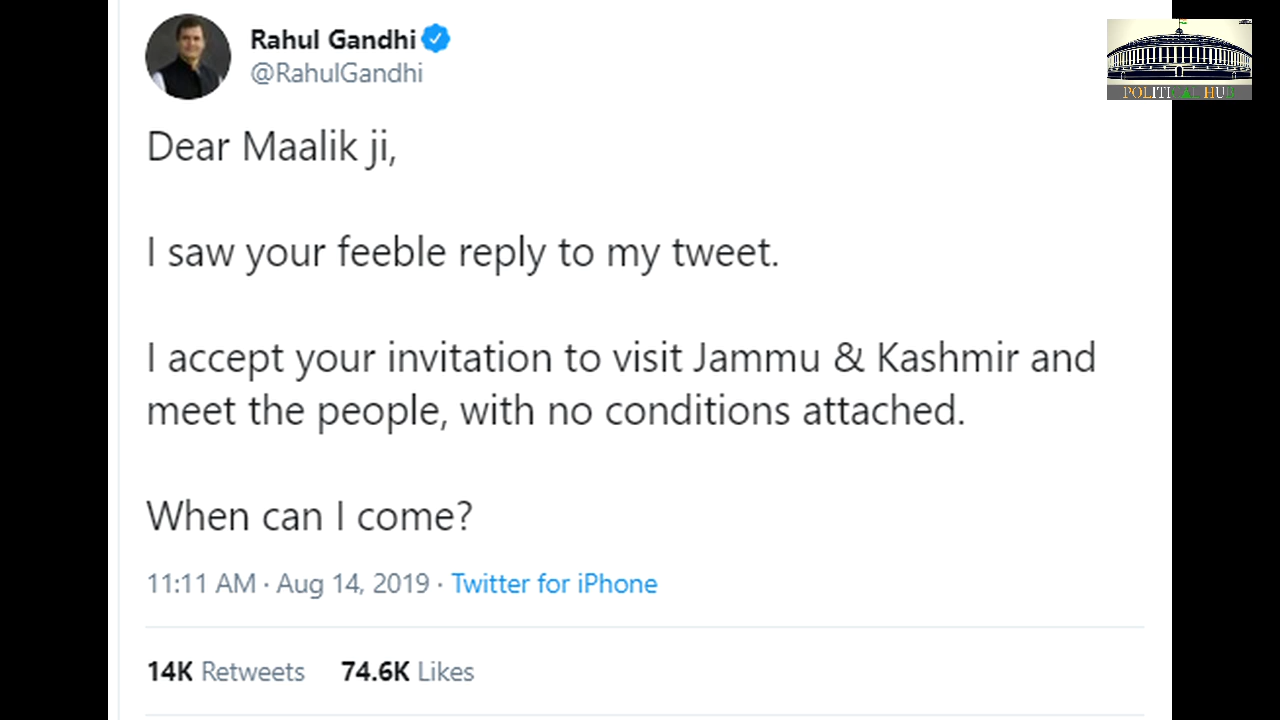 Rahul Gandhi
@RahulGandhi
POLITICAL HUB
Dear Maalik ji,
I saw your feeble reply to my tweet.
I accept your invitation to visit Jammu & Kashmir and
meet the people, with no conditions attached.
When can I come?
11:11 AM · Aug 14, 2019 · Twitter for iPhone
14K Retweets 74.6K Likes